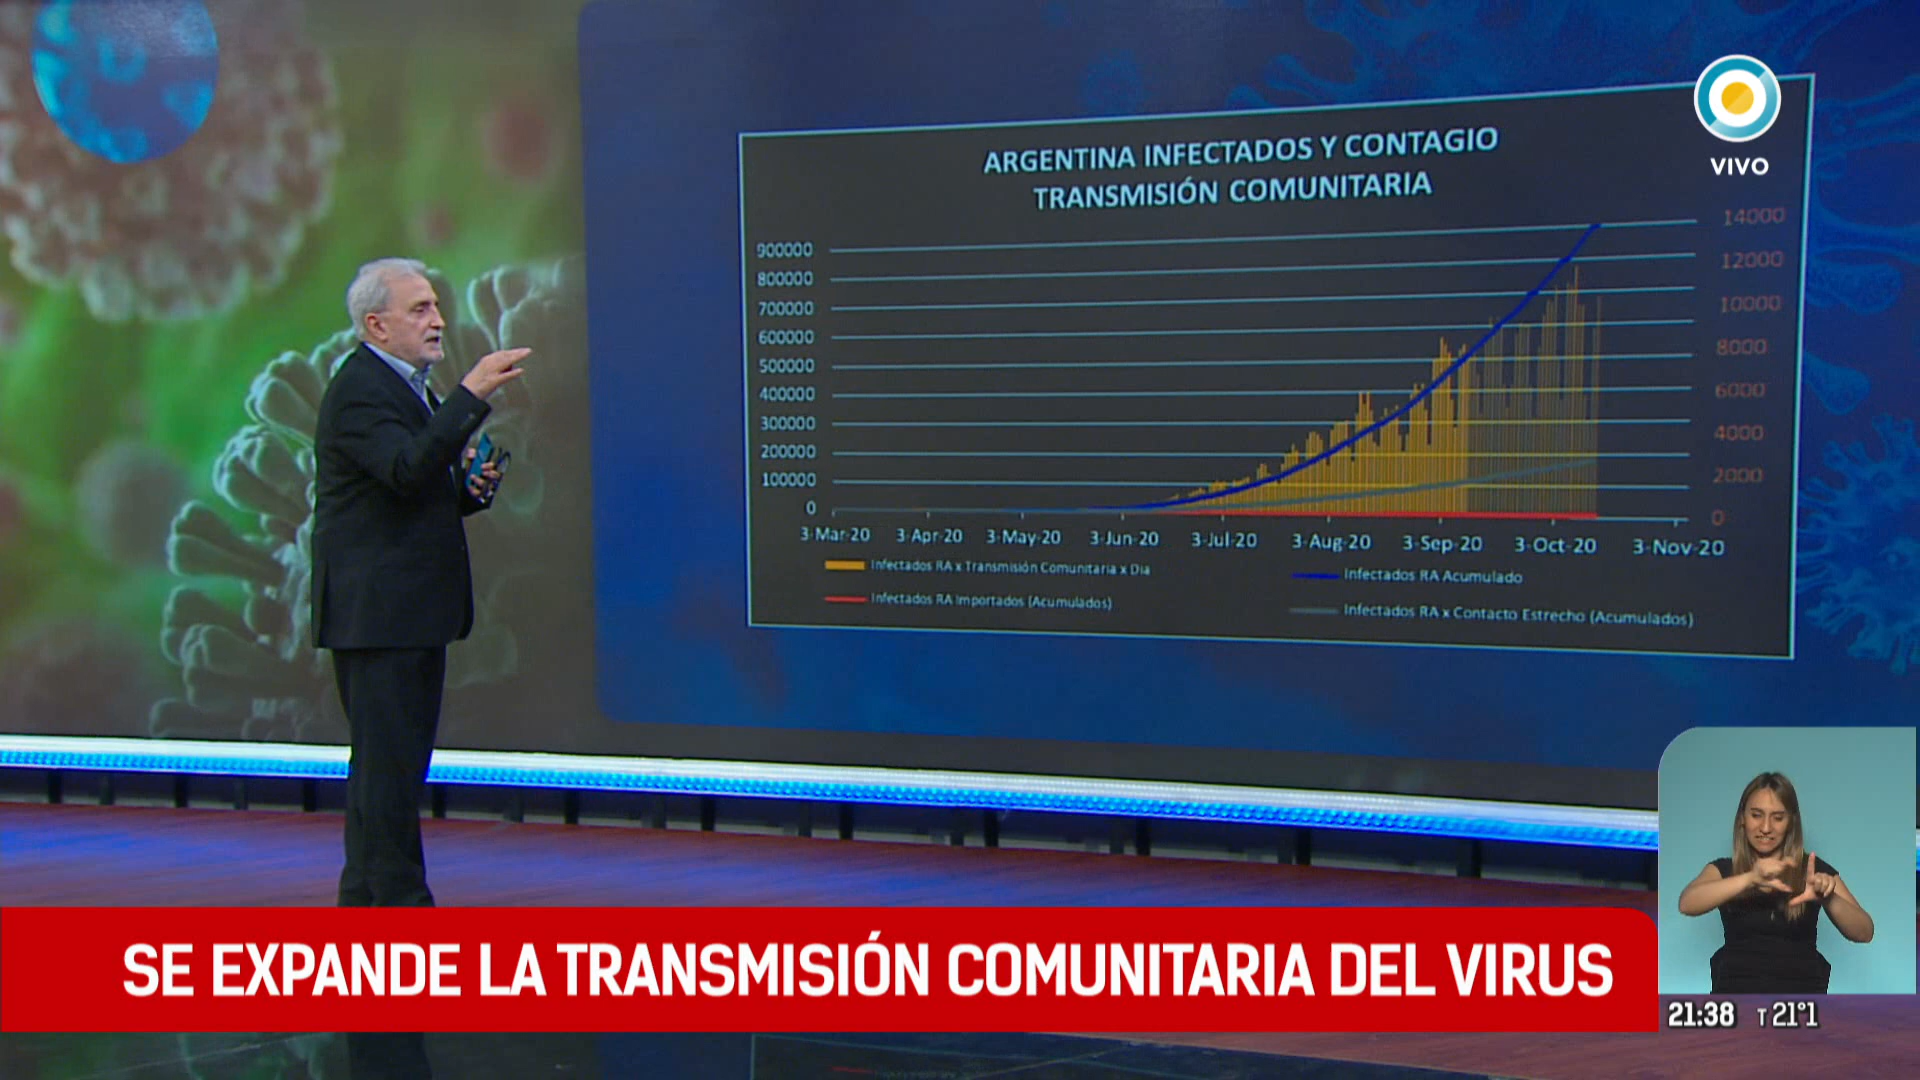 VIVO
ARGENTINA INFECTADOS Y CONTAGIO
TRANSMISIÓN COMUNITARIA
900000
800000
700000
600000
500000
400000
300000
200000
100000
0
14000
12000
10000
8000
6000
4000
2000
0
3-Mar-20 3-Apr-20 3-May-20 3-Jun-20 3-Jul-20 3-Aug-20 3-Sep-20 3-Oct-20 3-Nov-20
Infectados RA x Transmisión Comunitaria x Dia
Infectados RA Acumulado
Infectados RA Importados (Acumulados)
Infectados RA x Contacto Estrecho (Acumulados)
SE EXPANDE LA TRANSMISIÓN COMUNITARIA DEL VIRUS
21:38 T 21°1